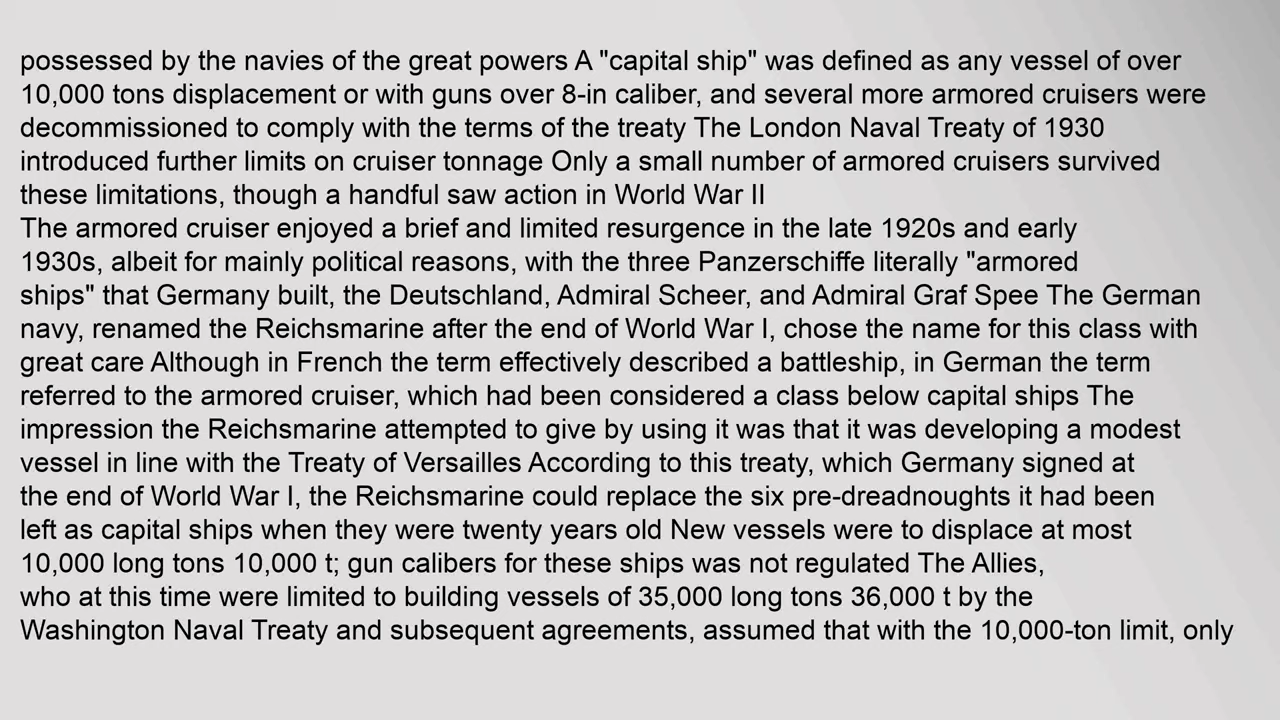 possessed by the navies of the great powers A "capital ship" was defined as any vessel of over
10,000 tons displacement or with guns over 8-in caliber, and several more armored cruisers were
decommissioned to comply with the terms of the treaty The London Naval Treaty of 1930
introduced further limits on cruiser tonnage Only a small number of armored cruisers survived
these limitations, though a handful saw action in World War II
The armored cruiser enjoyed a brief and limited resurgence in the late 1920s and early
1930s, albeit for mainly political reasons, with the three Panzerschiffe literally "armored
ships" that Germany built, the Deutschland, Admiral Scheer, and Admiral Graf Spee The German
navy, renamed the Reichsmarine after the end of World War I, chose the name for this class with
great care Although in French the term effectively described a battleship, in German the term
referred to the armored cruiser, which had been considered a class below capital ships The
impression the Reichsmarine attempted to give by using it was that it was developing a modest
vessel in line with the Treaty of Versailles According to this treaty, which Germany signed at
the end of World War I, the Reichsmarine could replace the six pre-dreadnoughts it had been
left as capital ships when they were twenty years old New vessels were to displace at most
10,000 long tons 10,000 t; gun calibers for these ships was not regulated The Allies,
who at this time were limited to building vessels of 35,000 long tons 36,000 t by the
Washington Naval Treaty and subsequent agreements, assumed that with the 10,000-ton limit, only